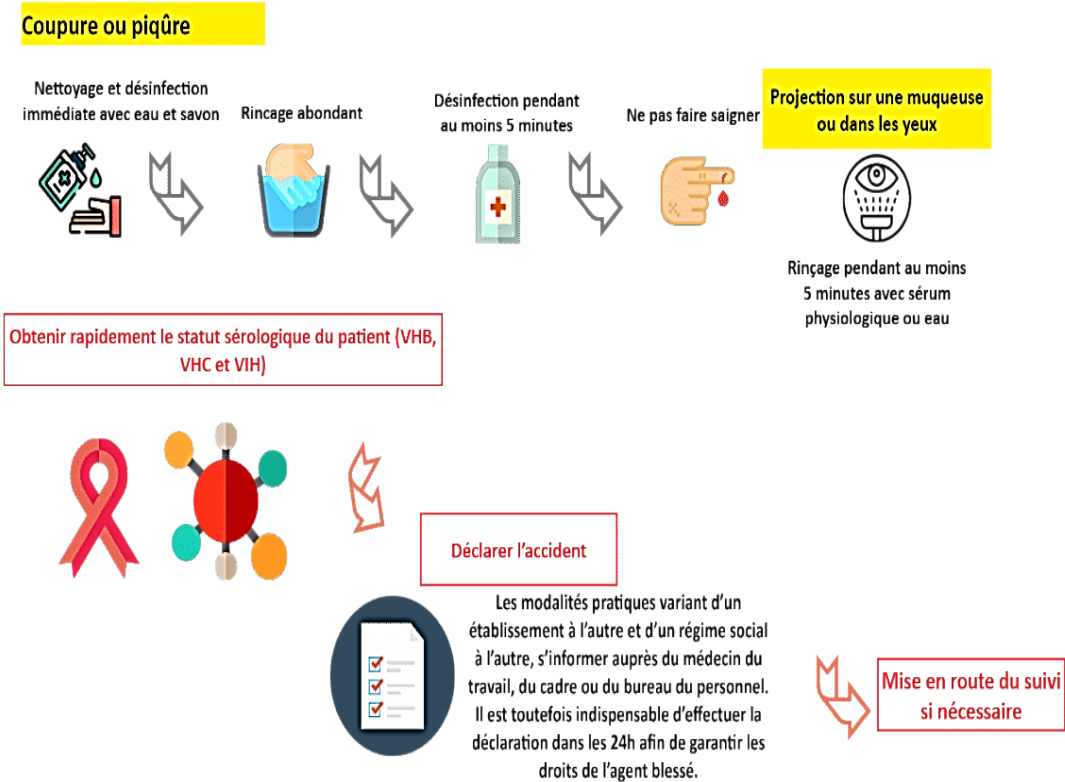 Coupure ou piqûre
Nettoyage et désinfection
immédiate avec eau et savon
Rincage abondant
Désinfection pendant
au moins 5 minutes
Ne pas faire saigner
Projection sur une muqueuse
ou dans les yeux
Rinçage pendant au moins
5 minutes avec sérum
physiologique ou eau
Obtenir rapidement le statut sérologique du patient (VHB,
VHC et VIH)
Déclarer l’accident
Les modalités pratiques variant d’un
établissement à l’autre et d’un régime social
à l’autre, s’informer auprès du médecin du
travail, du cadre ou du bureau du personnel.
Il est toutefois indispensable d’effectuer la
déclaration dans les 24h afin de garantir les
droits de l’agent blessé.
Mise en route du suivi
si nécessaire